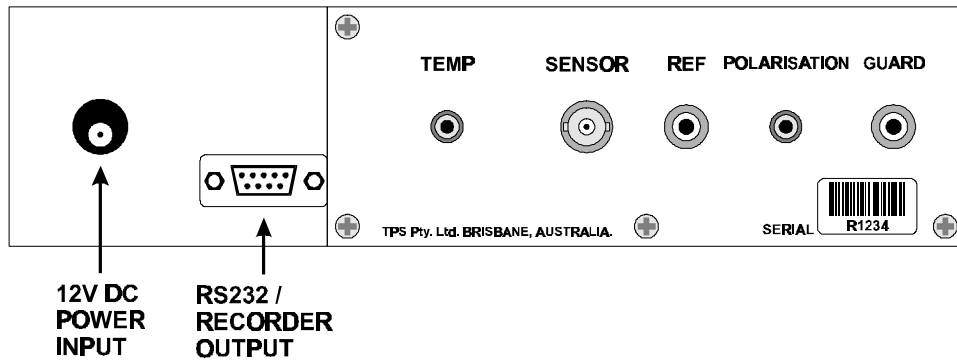 TEMP SENSOR REF POLARISATION GUARD
TPS Pty. Ltd. BRISBANE, AUSTRALIA.
SERIAL R1234
12V DC
POWER
INPUT
RS232 /
RECORDER
OUTPUT